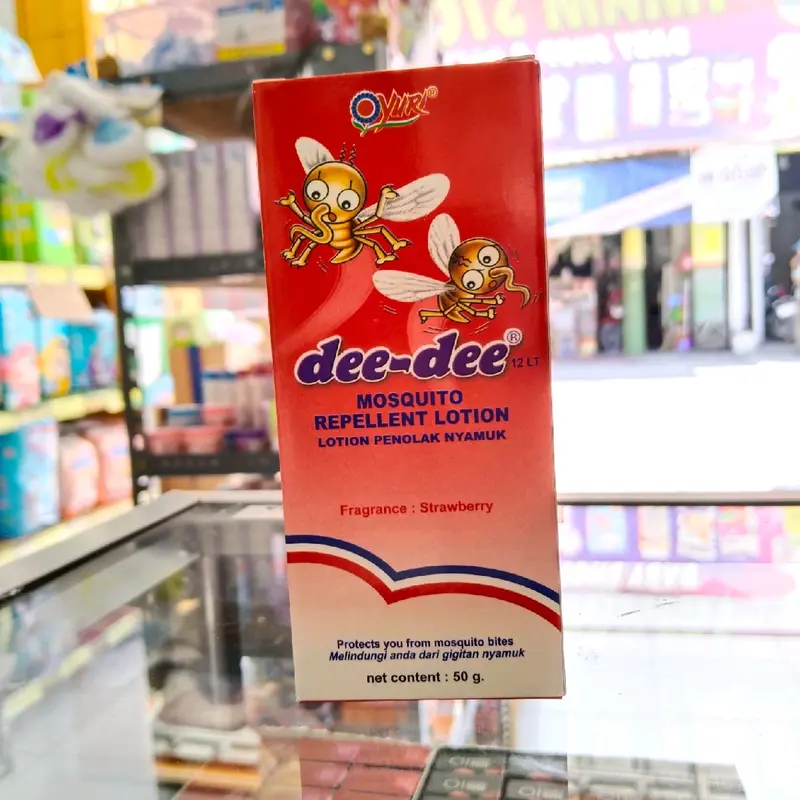 YURI®
dee-dee®
12 LT
MOSQUITO
REPELLENT LOTION
LOTION PENOLAK NYAMUK
Fragrance : Strawberry
Protects you from mosquito bites
Melindungi anda dari gigitan nyamuk
net content : 50 g.